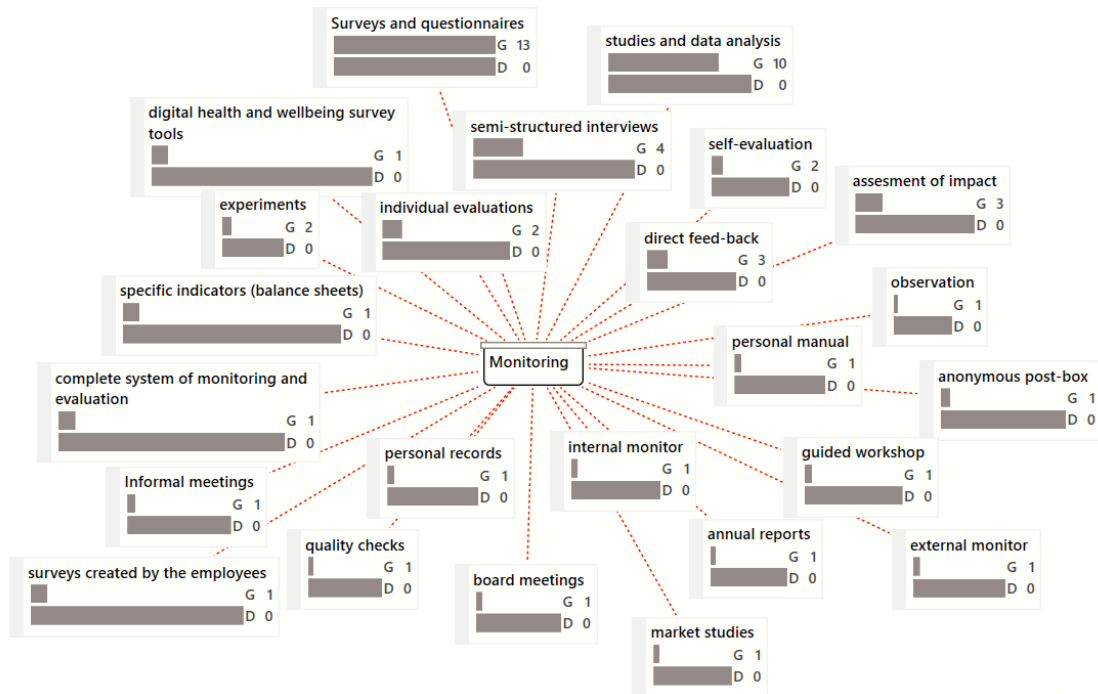 Surveys and questionnaires
G 13
D 0
studies and data analysis
G 10
D 0
digital health and wellbeing survey
tools
G 1
D 0
semi-structured interviews
G 4
D 0
self-evaluation
G 2
D 0
assesment of impact
G 3
D 0
experiments
G 2
D 0
individual evaluations
G 2
D 0
direct feed-back
G 3
D 0
observation
G 1
D 0
specific indicators (balance sheets)
G 1
D 0
Monitoring
personal manual
G 1
D 0
complete system of monitoring and
evaluation
G 1
D 0
anonymous post-box
G 1
D 0
personal records
G 1
D 0
internal monitor
G 1
D 0
guided workshop
G 1
D 0
Informal meetings
G 1
D 0
quality checks
G 1
D 0
annual reports
G 1
D 0
external monitor
G 1
D 0
surveys created by the employees
G 1
D 0
board meetings
G 1
D 0
market studies
G 1
D 0